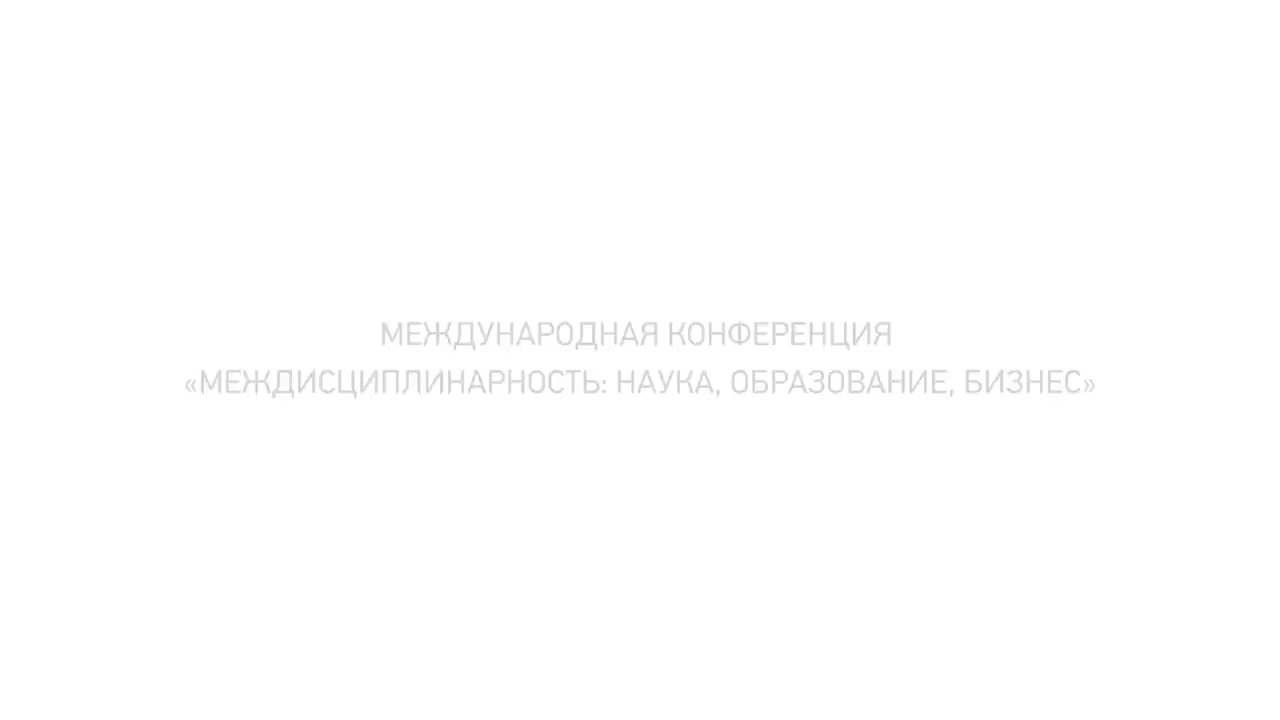 МЕЖДУНАРОДНАЯ КОНФЕРЕНЦИЯ
«МЕЖДИСЦИПЛИНАРНОСТЬ: НАУКА, ОБРАЗОВАНИЕ, БИЗНЕС»